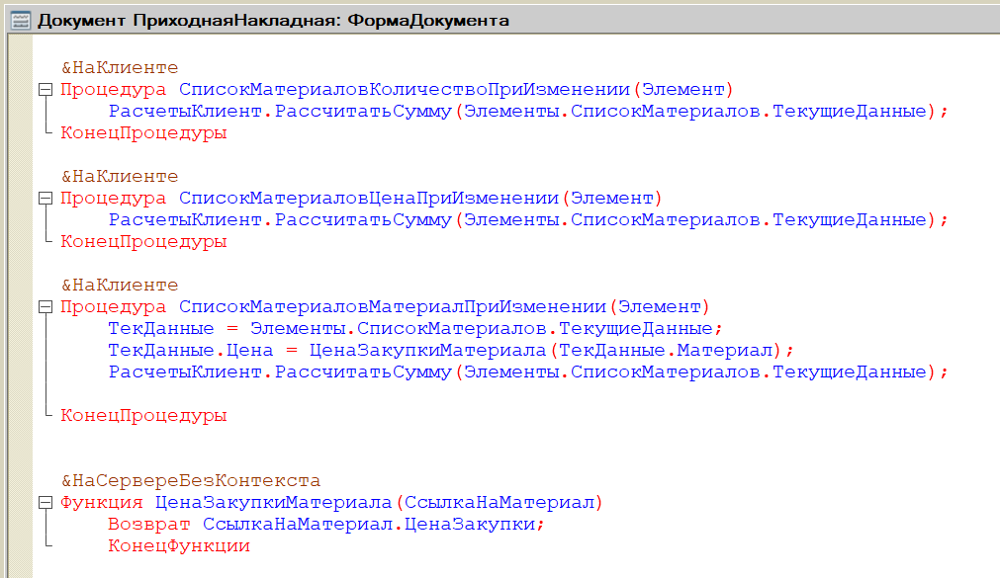 Документ ПриходнаяНакладная: ФормаДокумента
&НаКлиенте
Процедура СписокМатериаловКоличествоПриИзменении(Элемент)
РасчетыКлиент.РассчитатьСумму(Элементы.СписокМатериалов.ТекущиеДанные);
КонецПроцедуры
&НаКлиенте
Процедура СписокМатериаловЦенаПриИзменении(Элемент)
РасчетыКлиент.РассчитатьСумму(Элементы.СписокМатериалов.ТекущиеДанные);
КонецПроцедуры
&НаКлиенте
Процедура СписокМатериаловМатериалПриИзменении(Элемент)
ТекДанные = Элементы.СписокМатериалов.ТекущиеДанные;
ТекДанные.Цена = ЦенаЗакупкиМатериала(ТекДанные.Материал);
РасчетыКлиент.РассчитатьСумму(Элементы.СписокМатериалов.ТекущиеДанные);
КонецПроцедуры
&НаСервереБезКонтекста
Функция ЦенаЗакупкиМатериала(СсылкаНаМатериал)
Возврат СсылкаНаМатериал.ЦенаЗакупки;
КонецФункции